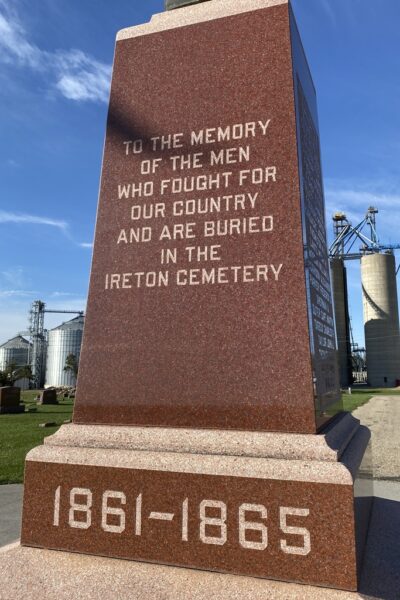 TO THE MEMORY
OF THE MEN
WHO FOUGHT FOR
OUR COUNTRY
AND ARE BURIED
IN THE
IRETON CEMETERY
1861-1865